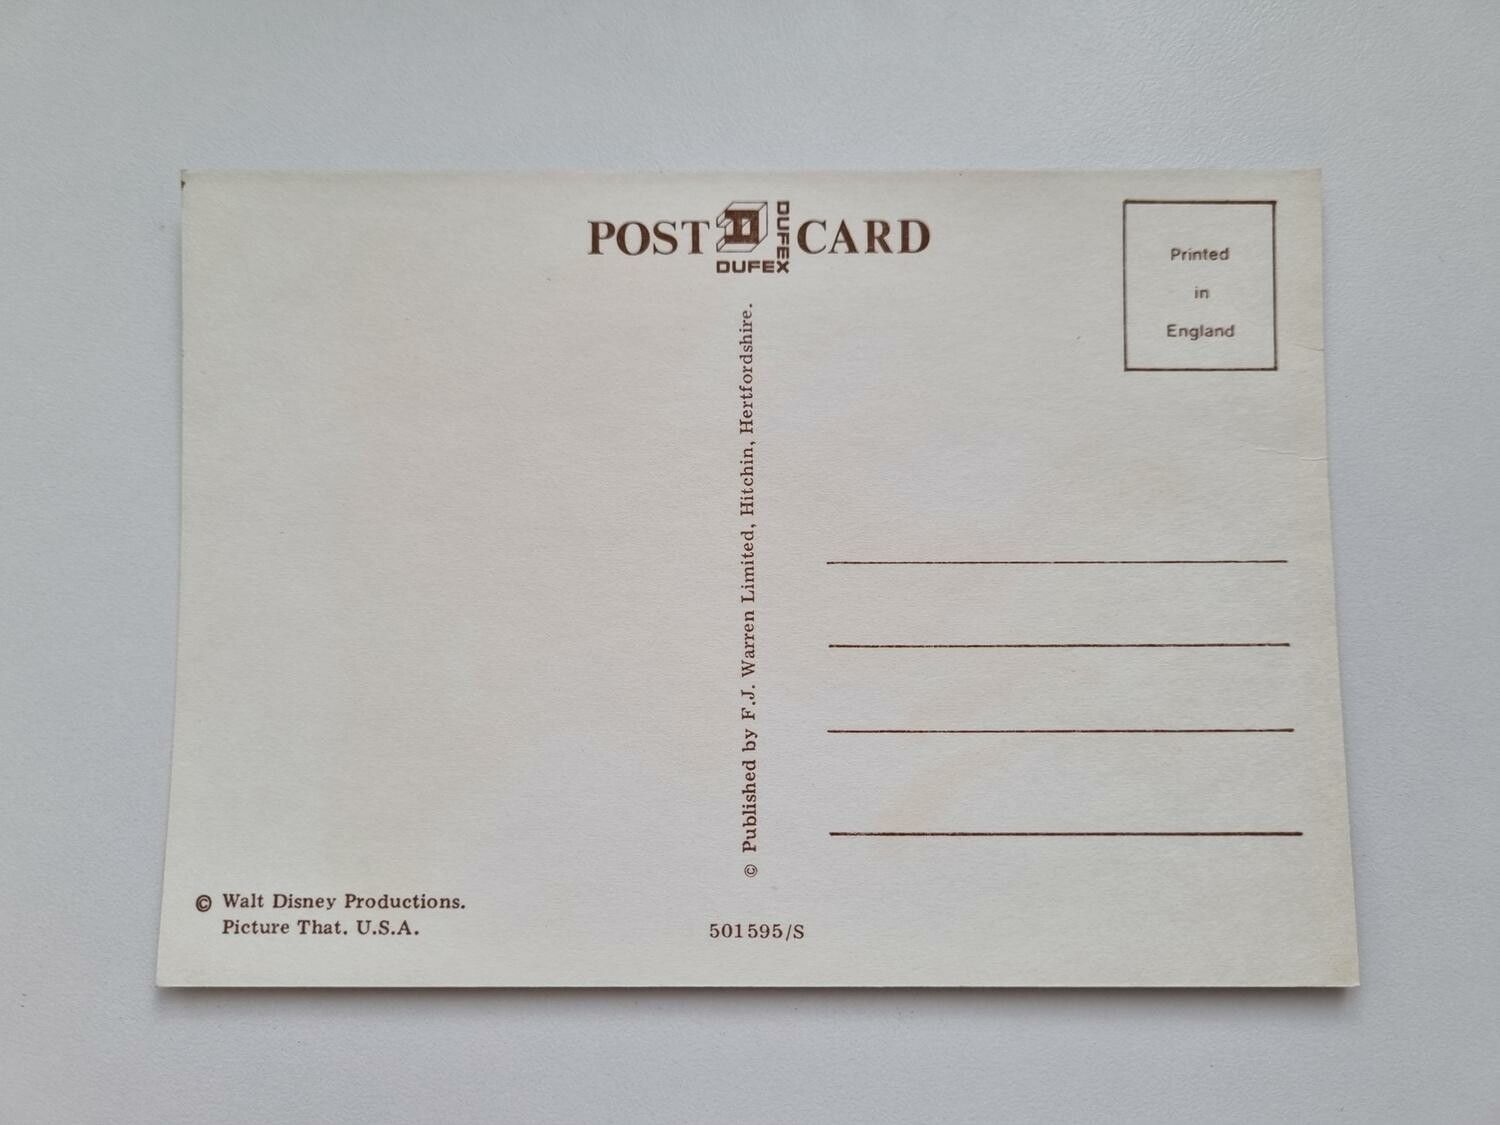 POST DUFEX DUFEX CARD
Printed
in
England
© Published by F.J. Warren Limited, Hitchin, Hertfordshire.
© Walt Disney Productions.
Picture That. U.S.A.
501595/S